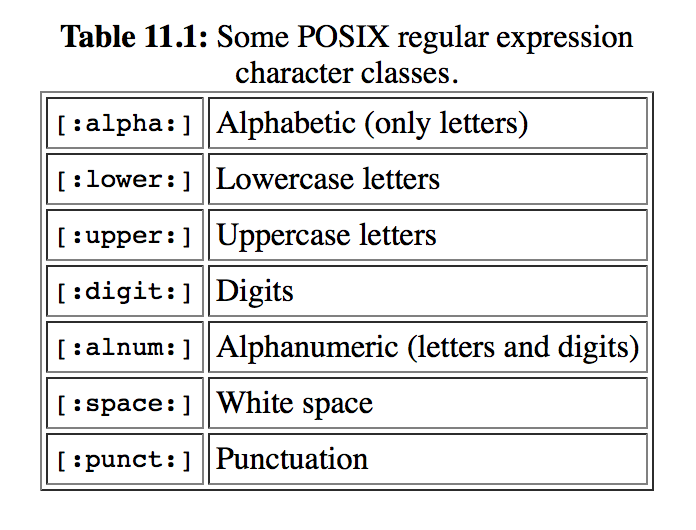 Table 11.1: Some POSIX regular expression
character classes.
[:alpha:] Alphabetic (only letters)
[:lower:] Lowercase letters
[:upper:] Uppercase letters
[:digit:] Digits
[:alnum:] Alphanumeric (letters and digits)
[:space:] White space
[:punct:] Punctuation